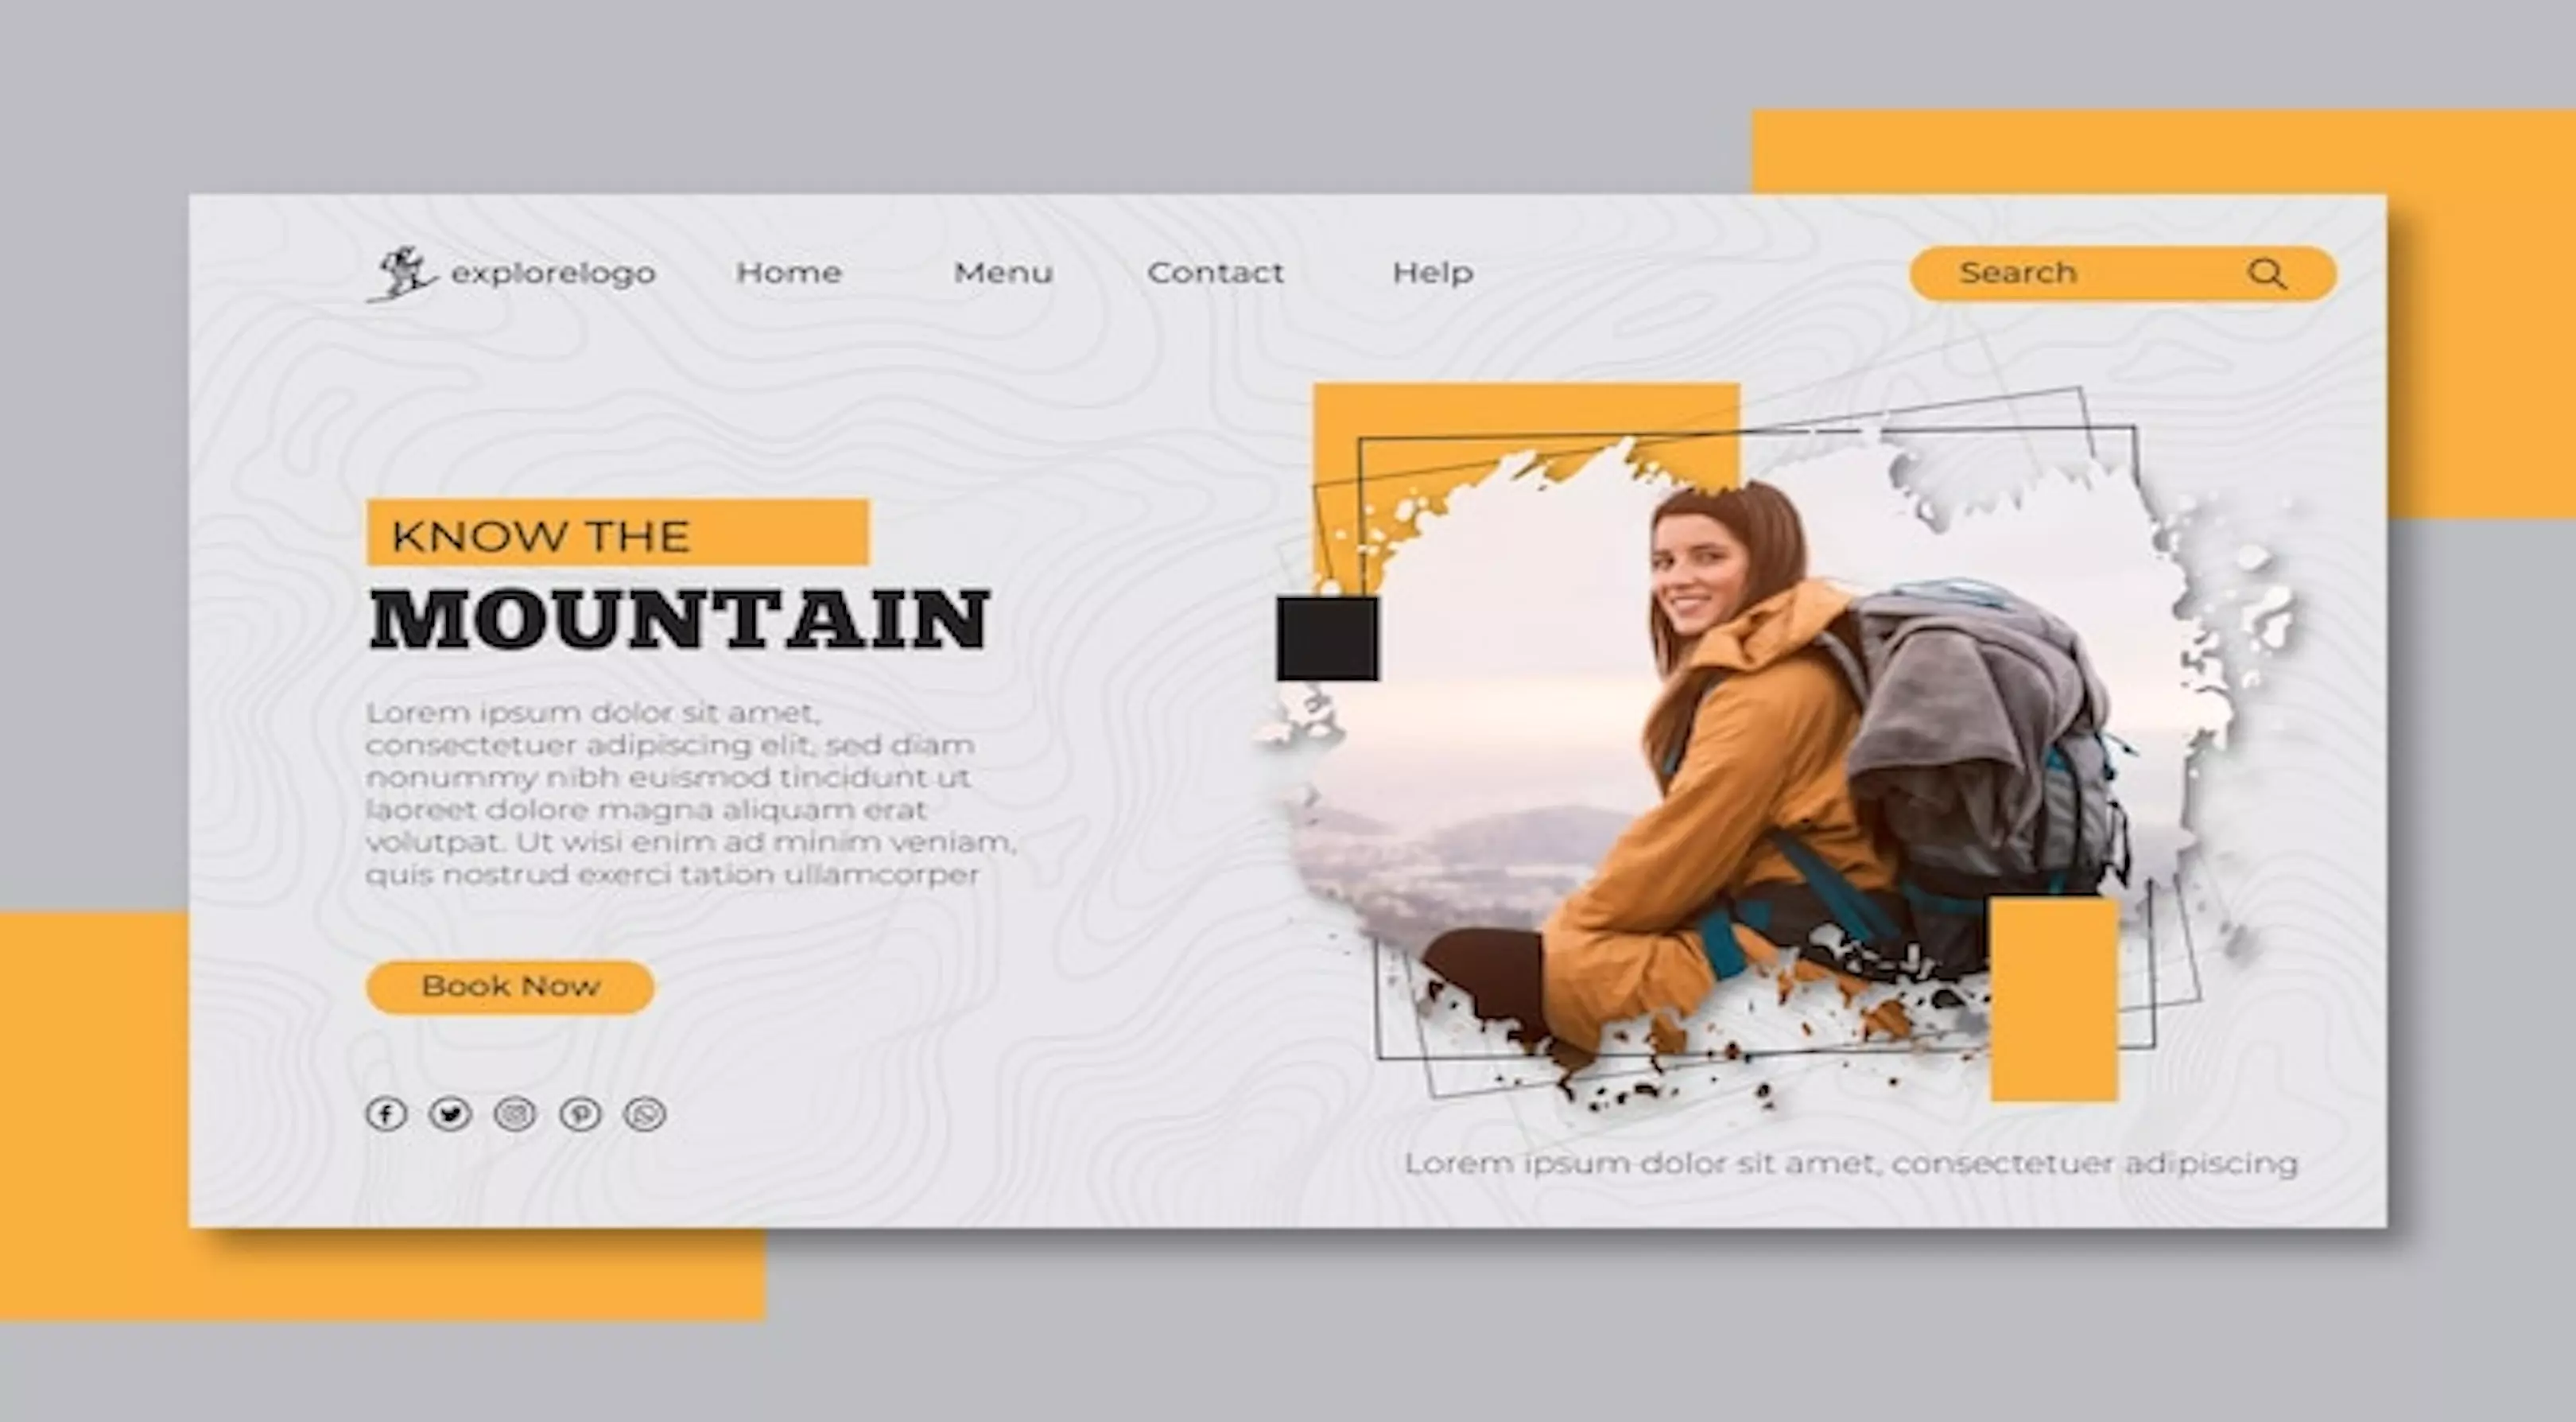 explorelogo
Home
Menu
Contact
Help
Search
KNOW THE
MOUNTAIN
Lorem ipsum dolor sit amet,
consectetuer adipiscing elit, sed diam
nonummy nibh euismod tincidunt ut
laoreet dolore magna aliquam erat
volutpat. Ut wisi enim ad minim veniam,
quis nostrud exerci tation ullamcorper
Book Now
Lorem ipsum dolor sit amet, consectetuer adipiscing